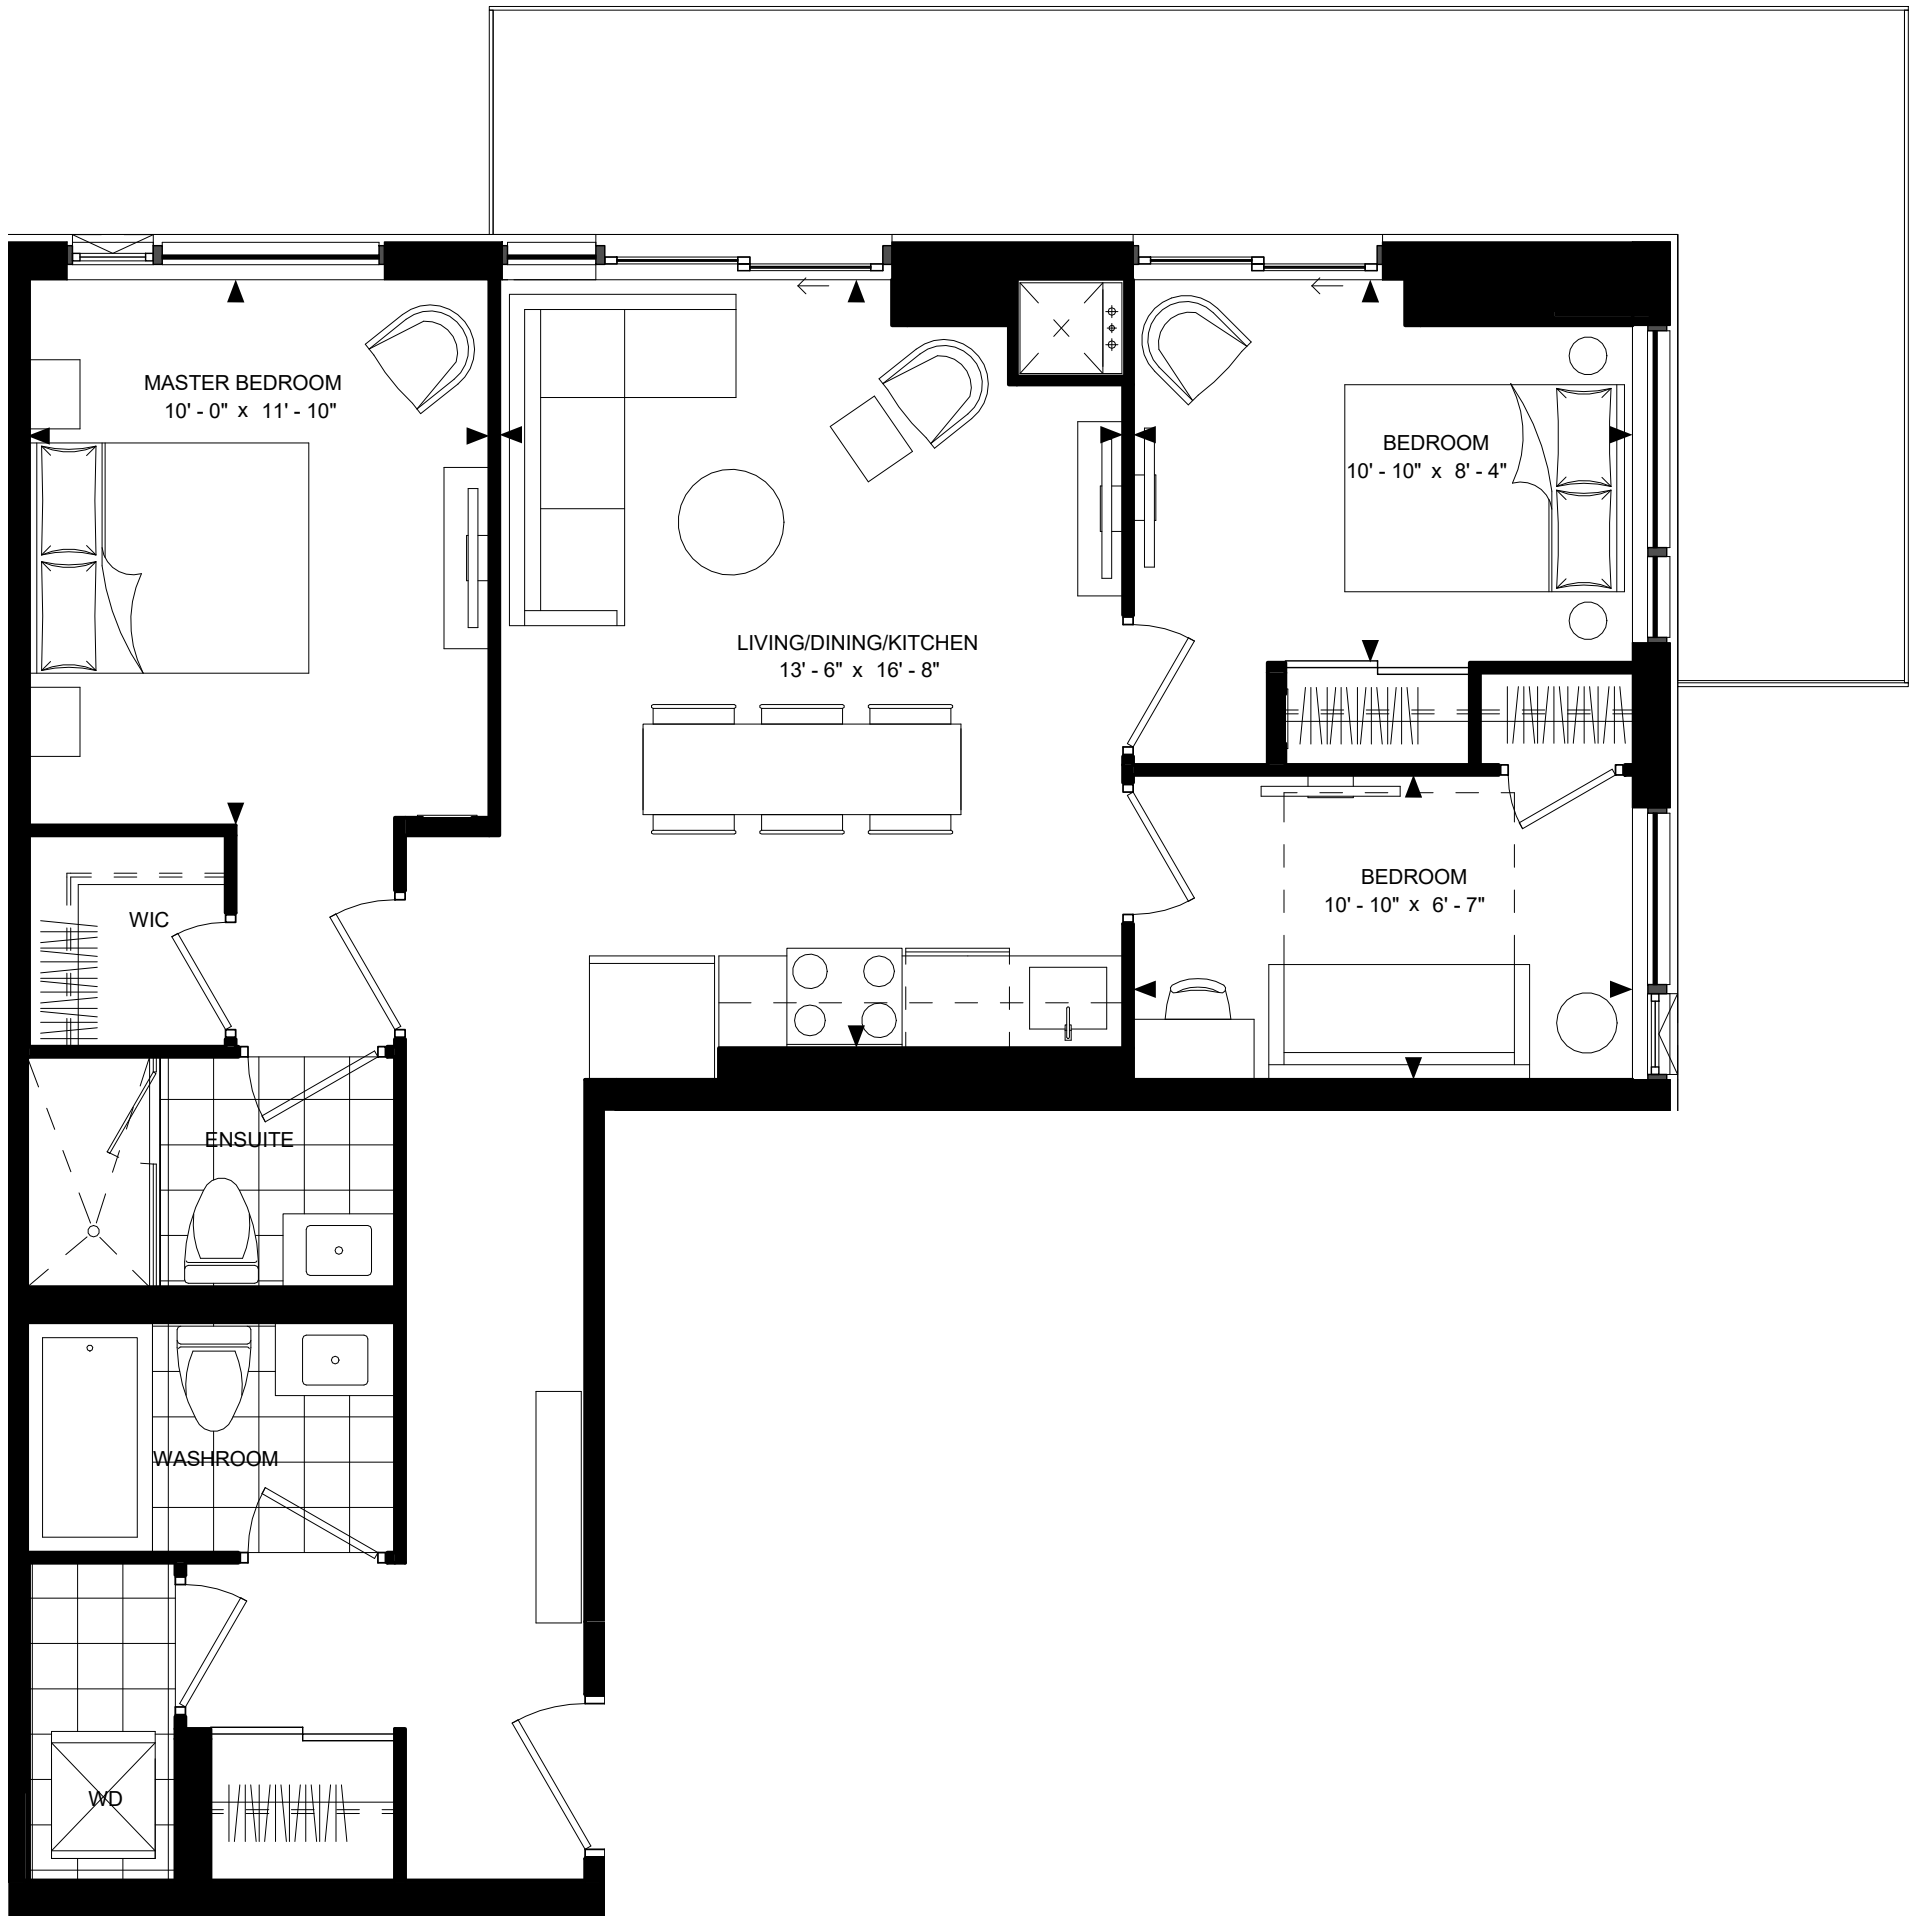 MASTER BEDROOM
10' - 0" x 11' - 10"
BEDROOM
10' - 10" x 8' - 4"
LIVING/DINING/KITCHEN
13' - 6" x 16' - 8"
BEDROOM
10' - 10" x 6' - 7"
WIC
ENSUITE
WASHROOM
WD